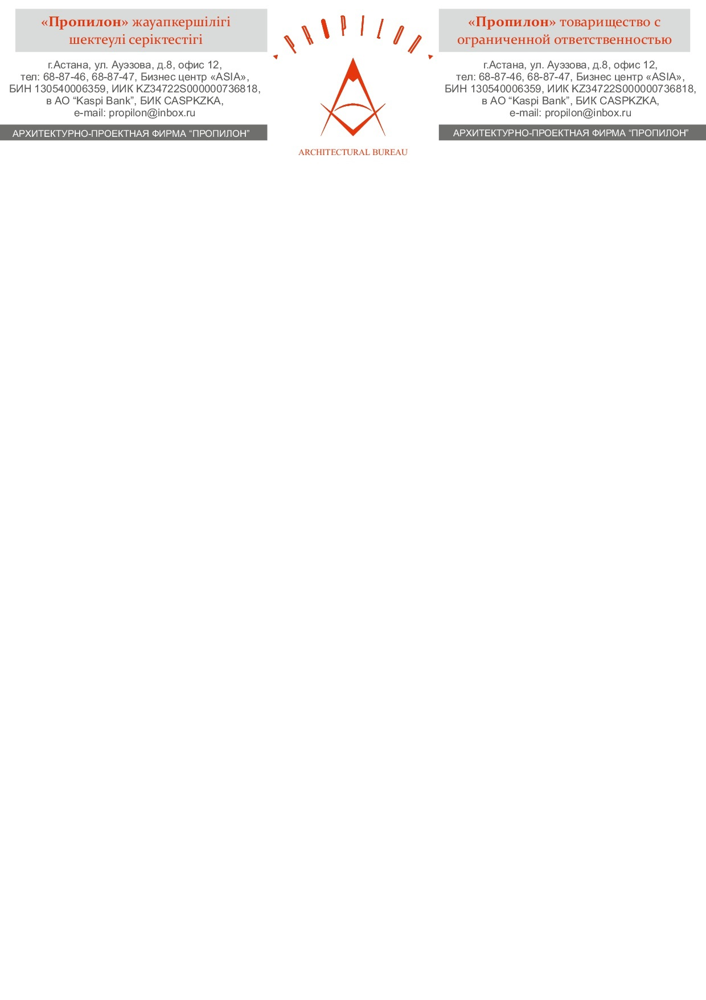 «Пропилон» жауапкершілігі
шектеулі серіктестігі
г.Астана, ул. Ауэзова, д.8, офис 12,
тел: 68-87-46, 68-87-47, Бизнес центр «ASIA»,
БИН 130540006359, ИИК KZ34722S000000736818,
в АО “Kaspi Bank”, БИК CASPKZKA,
e-mail: propilon@inbox.ru
АРХИТЕКТУРНО-ПРОЕКТНАЯ ФИРМА “ПРОПИЛОН”
PROPILON
ARCHITECTURAL BUREAU
«Пропилон» товарищество с
ограниченной ответственностью
г.Астана, ул. Ауэзова, д.8, офис 12,
тел: 68-87-46, 68-87-47, Бизнес центр «ASIA»,
БИН 130540006359, ИИК KZ34722S000000736818,
в АО “Kaspi Bank”, БИК CASPKZKA,
e-mail: propilon@inbox.ru
АРХИТЕКТУРНО-ПРОЕКТНАЯ ФИРМА “ПРОПИЛОН”